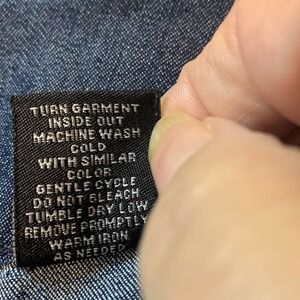 TURN GARMENT
INSIDE OUT
MACHINE WASH
COLD
WITH SIMILAR
COLOR
GENTLE CYCLE
DO NOT BLEACH
TUMBLE DRY LOW
REMOVE PROMPTLY
WARM IRON
AS NEEDED